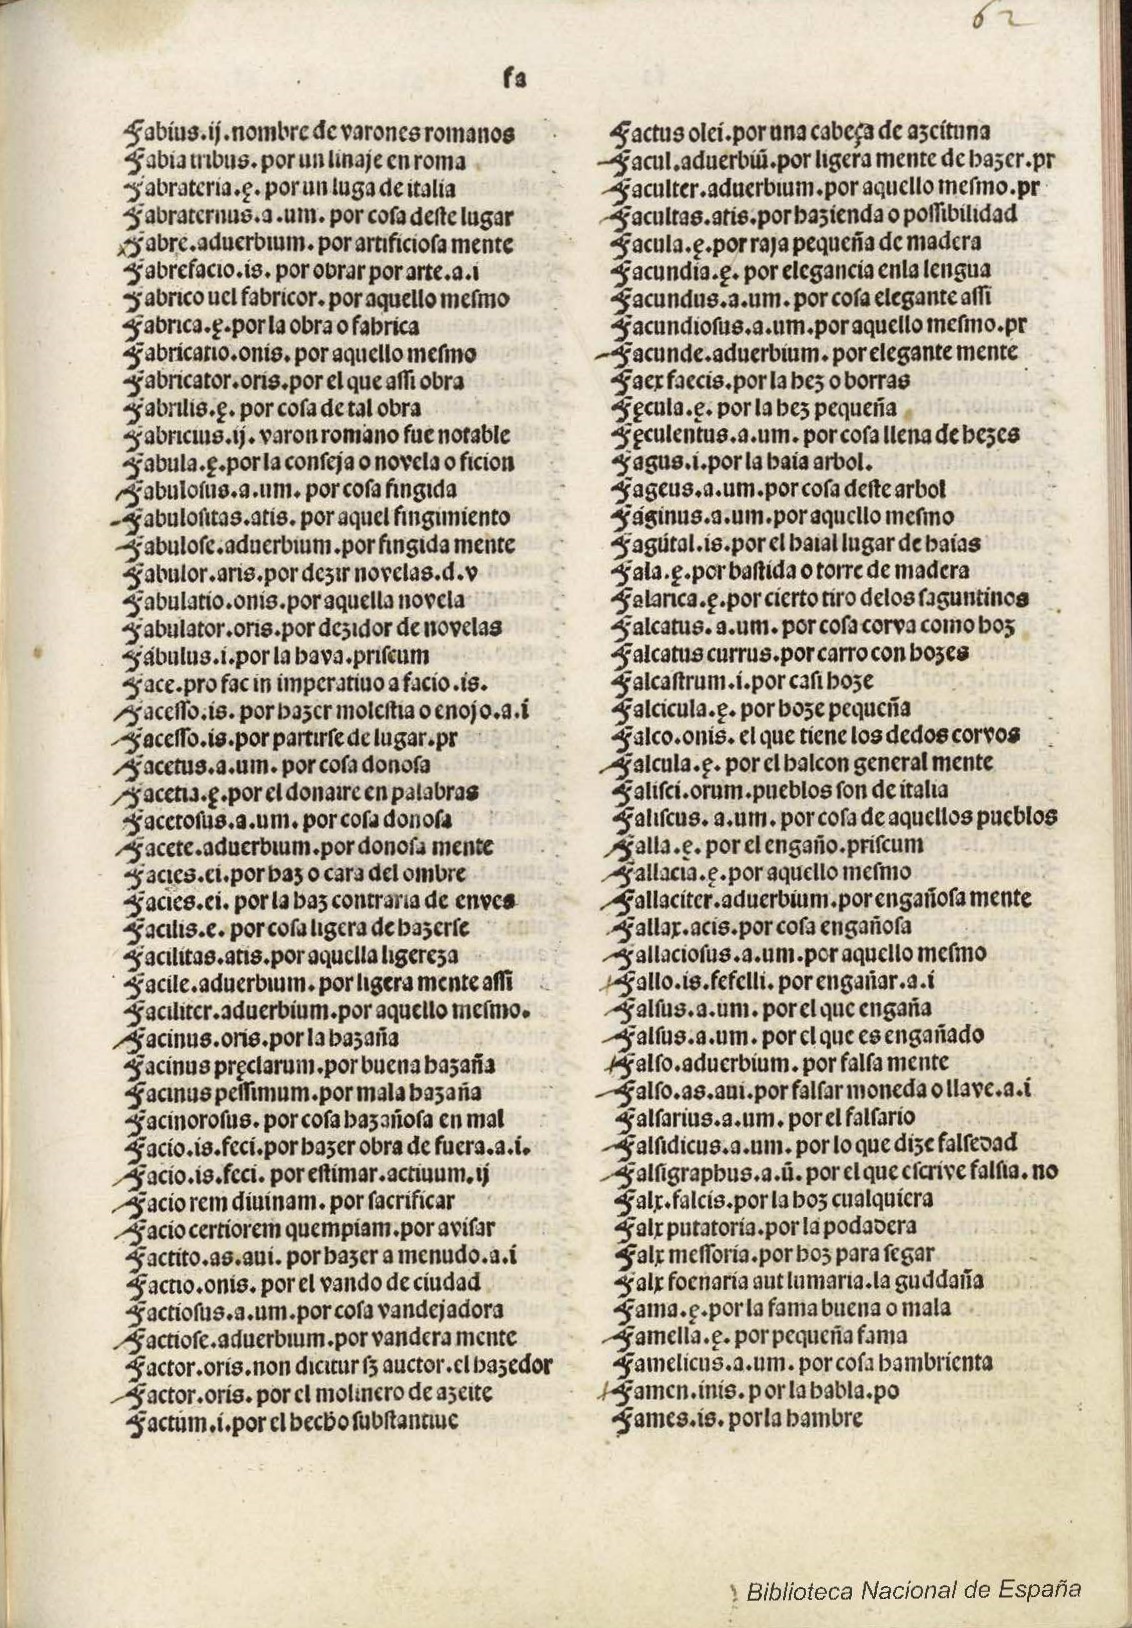 62
fa
Fabius.ij.nombre de varones romanos
Fabia tribus.por un linaje en roma
Fabrateria.ę.por un luga de italia
Fabraternus.a.um. por cosa deste lugar
Fabre.aduerbium.por artificiosa mente
Fabrefacio.is. por obrar por arte.a.i
Fabrico uel fabricor.por aquello mesmo
Fabrica.ę.por la obra o fabrica
Fabricatio.onis.por aquello mesmo
Fabricator.oris.por el que assi obra
Fabrilis.ę. por cosa de tal obra
Fabricius.ij. varon romano fue notable
Fabula.ę.por la conseja o novela o ficion
Fabulosus.a.um. por cosa fingida
Fabulositas.atis.por aquel fingimiento
Fabulose.aduerbium.por fingida mente
Fabulor.aris.por dezir novelas.d.v
Fabulatio.onis.por aquella novela
Fabulator.oris.por dezidor de novelas
Fábulus.i.por la hava.priscum
Face.pro fac in imperatiuo a facio.is.
Facesso.is. por hazer molestia o enojo.a.i
Facesso.is.por partirse de lugar.pr
Facetus.a.um. por cosa donosa
Facetia.ę.por el donaire en palabras
Facetosus.a.um. por cosa donosa
Facete.aduerbium.por donosa mente
Facies.ei.por haz o cara del ombre
Facies.ei. por la haz contraria de enves
Facilis.e. por cosa ligera de hazerse
Facilitas.atis.por aquella ligereza
Facile.aduerbium.por ligera mente assi
Faciliter.aduerbium.por aquello mesmo.
Facinus.oris.por la hazaña
Facinus pręclarum.por buena hazaña
Facinus pessimum.por mala hazaña
Facinorosus. por cosa hazañosa en mal
Facio.is.feci.por hazer obra de fuera.a.i.
Facio.is.feci. por estimar.actiuum.ij
Facio rem diuinam. por sacrificar
Facio certiorem quempiam.por avisar
Factito.as.aui. por hazer a menudo.a.i
Factio.onis. por el vando de ciudad
Factiosus.a.um.por cosa vandejadora
Factiose.aduerbium.por vandera mente
Factor.oris.non dicitur sȝ auctor.el hazedor
Factor.oris. por el molinero de azeite
Factum.i.por el hecho substantiue
Factus olei.por una cabeça de azcituna
Facul.aduerbiū.por ligera mente de hazer.pr
Faculter.aduerbium.por aquello mesmo.pr
Facultas.atis.por hazienda o possibilidad
Facula.ę.por raja pequeña de madera
Facundia.ę. por elegancia enla lengua
Facundus.a.um.por cosa elegante assi
Facundiosus.a.um.por aquello mesmo.pr
Facunde.aduerbium.por elegante mente
Faex faecis.por la hez o borras
Fęcula.ę. por la hez pequeña
Fęculentus.a.um. por cosa llena de hezes
Fagus.i.por la haia arbol.
Fageus.a.um.por cosa deste arbol
Fáginus.a.um.por aquello mesmo
Fagútal.is.por el haial lugar de haias
Fala.ę.por bastida o torre de madera
Falarica.ę.por cierto tiro delos saguntinos
Falcatus.a.um. por cosa corva como hoz
Falcatus currus.por carro con hozes
Falcastrum.i.por casi hoze
Falcicula.ę. por hoze pequeña
Falco.onis. el que tiene los dedos corvos
Falcula.ę. por el halcon general mente
Falisci.orum.pueblos son de italia
Faliscus. a.um. por cosa de aquellos pueblos
Falla.ę. por el engaño.priscum
Fallacia.ę.por aquello mesmo
Fallaciter.aduerbium.por engañosa mente
Fallax.acis.por cosa engañosa
Fallaciosus.a.um.por aquello mesmo
Fallo.is.fefelli.por engañar.a.i
Falsus.a.um. por el que engaña
Falsus.a.um. por el que es engañado
Falso.aduerbium. por falsa mente
Falso.as.aui.por falsar moneda o llave.a.i
Falsarius.a.um. por el falsario
Falsidicus.a.um. por lo que dize falsedad
Falsigraphus.a.ū. por el que escrive falsia.no
Falx.falcis.por la hoz cualquiera
Falx putatoria.por la podadera
Falx messoria.por hoz para segar
Falx foenaria aut lumaria.la guddaña
Fama.ę.por la fama buena o mala
Famella.ę. por pequeña fama
Famelicus.a.um. por cosa hambrienta
Famen.inis.por la habla.po
Fames.is. por la hambre
Biblioteca Nacional de España